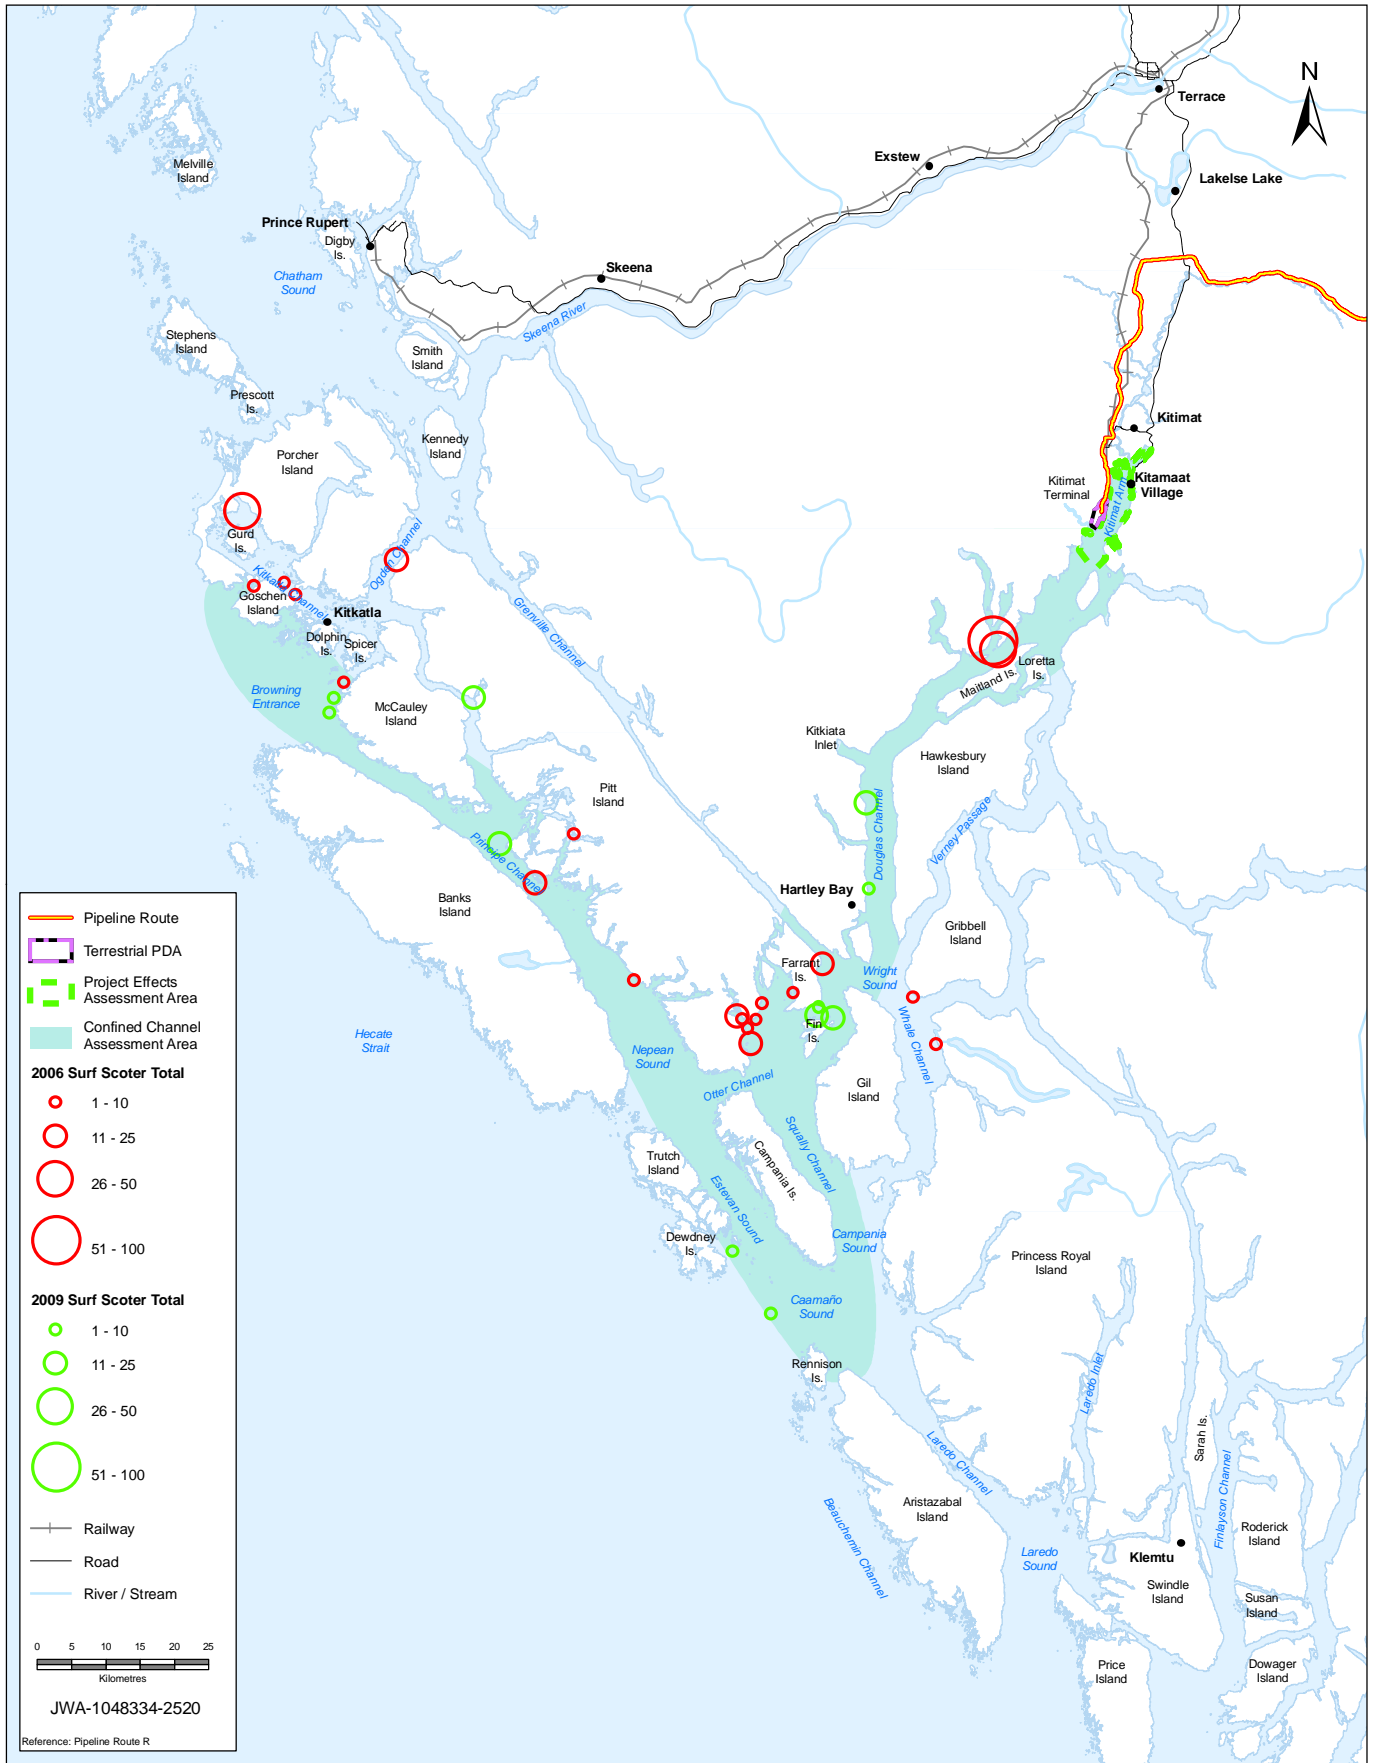 N
Terrace
Exstew
Lakelse Lake
Melville
Island
Prince Rupert
Digby
Is.
Chatham
Sound
Skeena
Skeena River
Stephens
Island
Smith
Island
Prescott
Is.
Kennedy
Island
Porcher
Island
Kitimat
Kitimat
Terminal
Kitamaat
Village
Kitimat Arm
Gurd
Is.
Ogden Channel
Kitkatla Channel
Goschen
Island
Kitkatla
Dolphin
Is.
Spicer
Is.
Grenville Channel
Loretta
Is.
Maitland Is.
Browning
Entrance
McCauley
Island
Kitkiata
Inlet
Hawkesbury
Island
Pitt
Island
Verney Passage
Douglas Channel
Principe Channel
Hartley Bay
Banks
Island
Gribbell
Island
Farrant
Is.
Wright
Sound
Whale Channel
Fin
Is.
Hecate
Strait
Nepean
Sound
Otter Channel
Gil
Island
Squally Channel
Campania Is.
Trutch
Island
Estevan Sound
Dewdney
Is.
Campania
Sound
Princess Royal
Island
Caamaño
Sound
Rennison
Is.
Laredo Inlet
Sarah Is.
Laredo Channel
Finlayson Channel
Aristazabal
Island
Beauchemin Channel
Laredo
Sound
Klemtu
Roderick
Island
Swindle
Island
Susan
Island
Price
Island
Dowager
Island
Pipeline Route
Terrestrial PDA
Project Effects
Assessment Area
Confined Channel
Assessment Area
2006 Surf Scoter Total
1 - 10
11 - 25
26 - 50
51 - 100
2009 Surf Scoter Total
1 - 10
11 - 25
26 - 50
51 - 100
Railway
Road
River / Stream
0 5 10 15 20 25
Kilometres
JWA-1048334-2520
Reference: Pipeline Route R